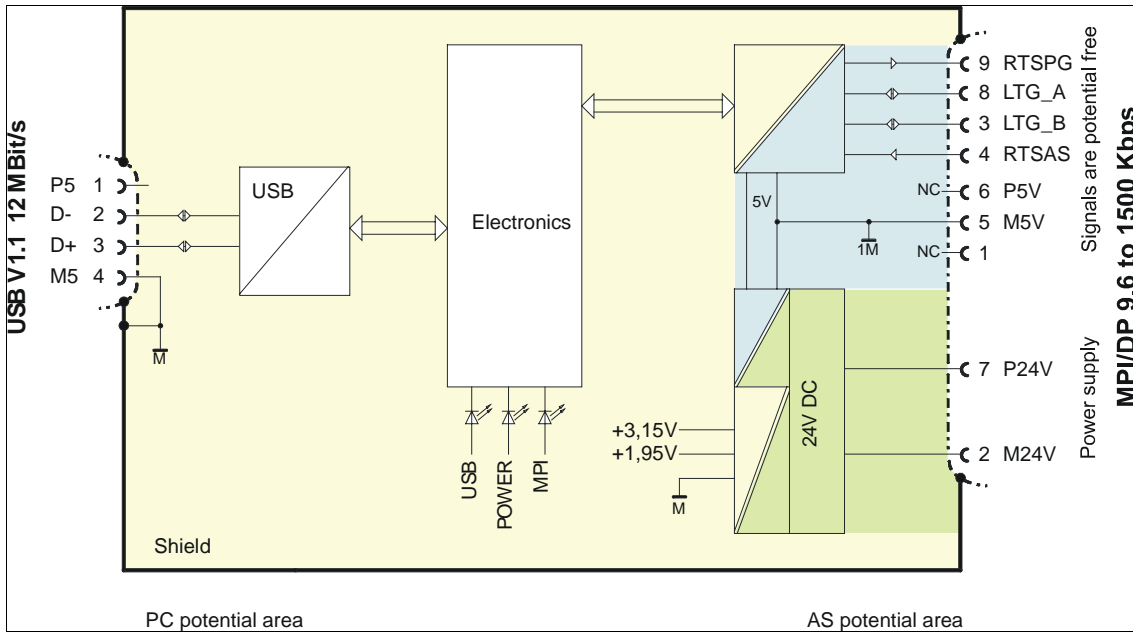 USB V1.1 12 MBit/s
P5 1
D- 2
D+ 3
M5 4
M
USB
Electronics
USB
POWER
MPI
+3,15V
+1,95V
M
5V
1M
24V DC
9 RTSPG
8 LTG_A
3 LTG_B
4 RTSAS
NC 6 P5V
5 M5V
NC 1
7 P24V
2 M24V
Signals are potential free
Power supply
MPI/DP 9.6 to 1500 Kbps
Shield
PC potential area
AS potential area